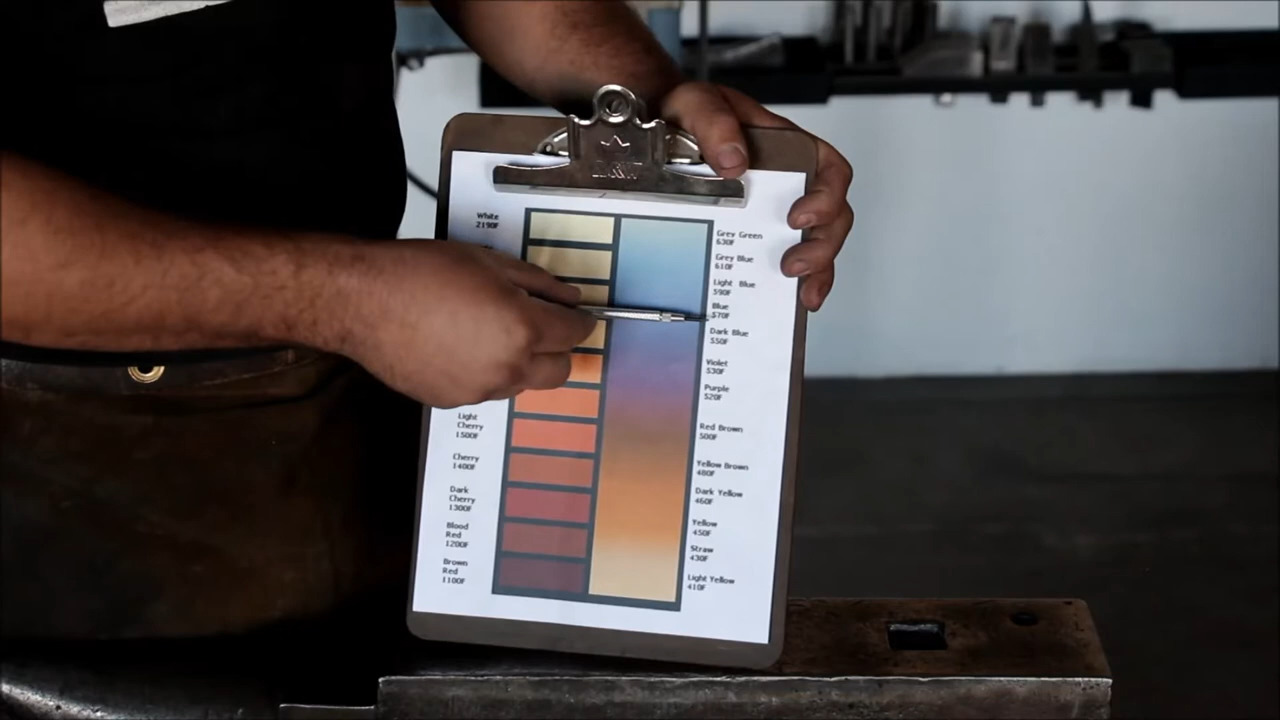 White
2190F
Light
Cherry
1500F
Cherry
1400F
Dark
Cherry
1300F
Blood
Red
1200F
Brown
Red
1100F
Grey Green
630F
Grey Blue
610F
Light Blue
590F
Blue
570F
Dark Blue
550F
Violet
530F
Purple
520F
Red Brown
500F
Yellow Brown
480F
Dark Yellow
460F
Yellow
450F
Straw
430F
Light Yellow
410F